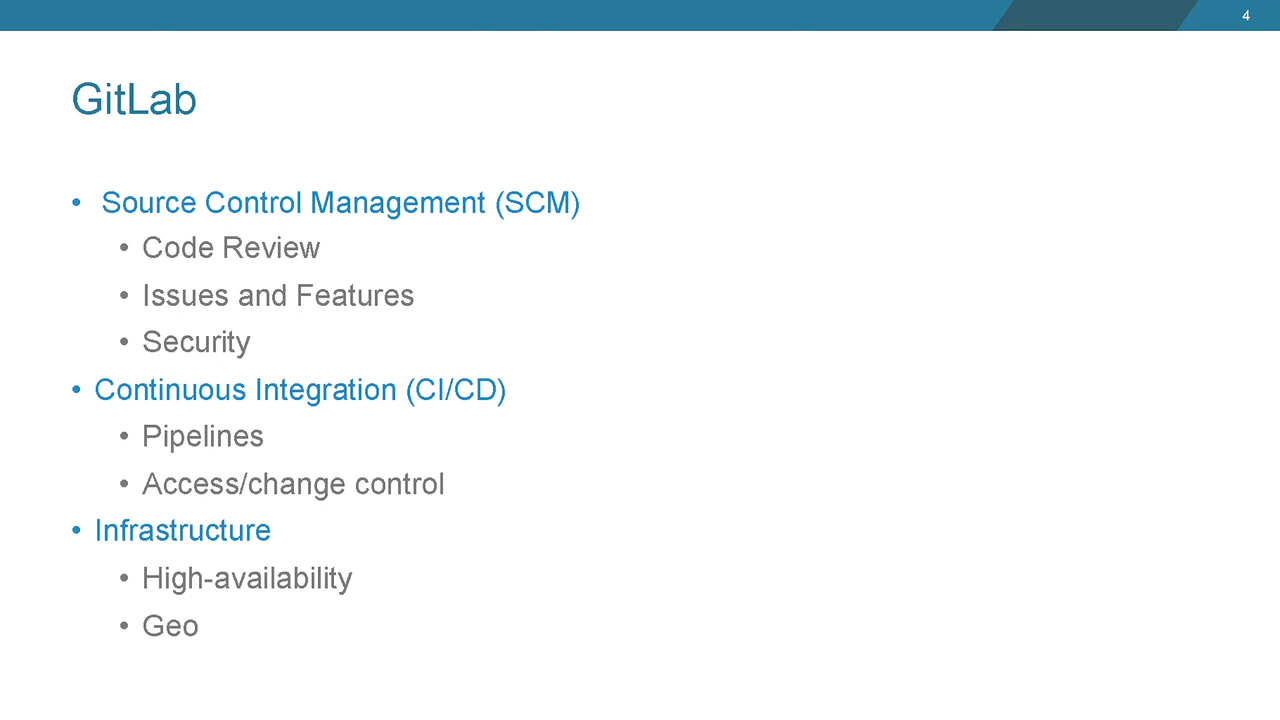 4
GitLab
• Source Control Management (SCM)
• Code Review
• Issues and Features
• Security
• Continuous Integration (CI/CD)
• Pipelines
• Access/change control
• Infrastructure
• High-availability
• Geo